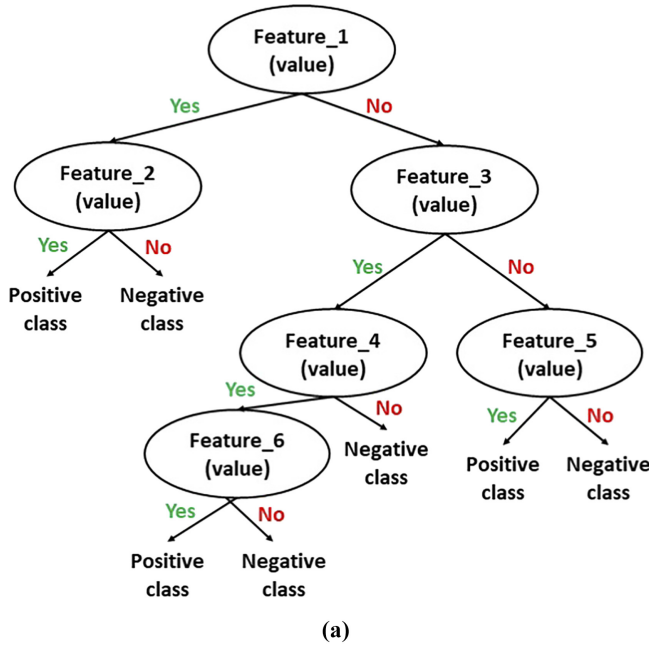 Feature_1
(value)
Yes
No
Feature_2
(value)
Feature_3
(value)
Yes
No
Yes
No
Positive
class
Negative
class
Feature_4
(value)
Feature_5
(value)
Yes
No
Yes
No
Feature_6
(value)
Negative
class
Positive
class
Negative
class
Yes
No
Positive
class
Negative
class
(a)